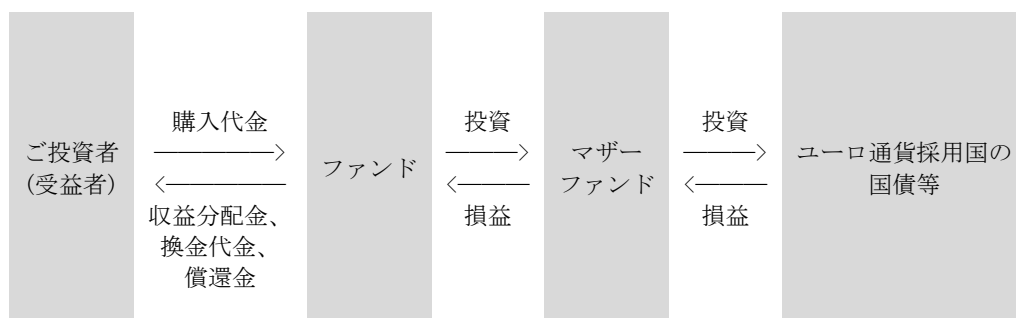 ご投資者
(受益者)
購入代金
収益分配金、
換金代金、
償還金
ファンド
投資
損益
マザー
ファンド
投資
損益
ユーロ通貨採用国の
国債等